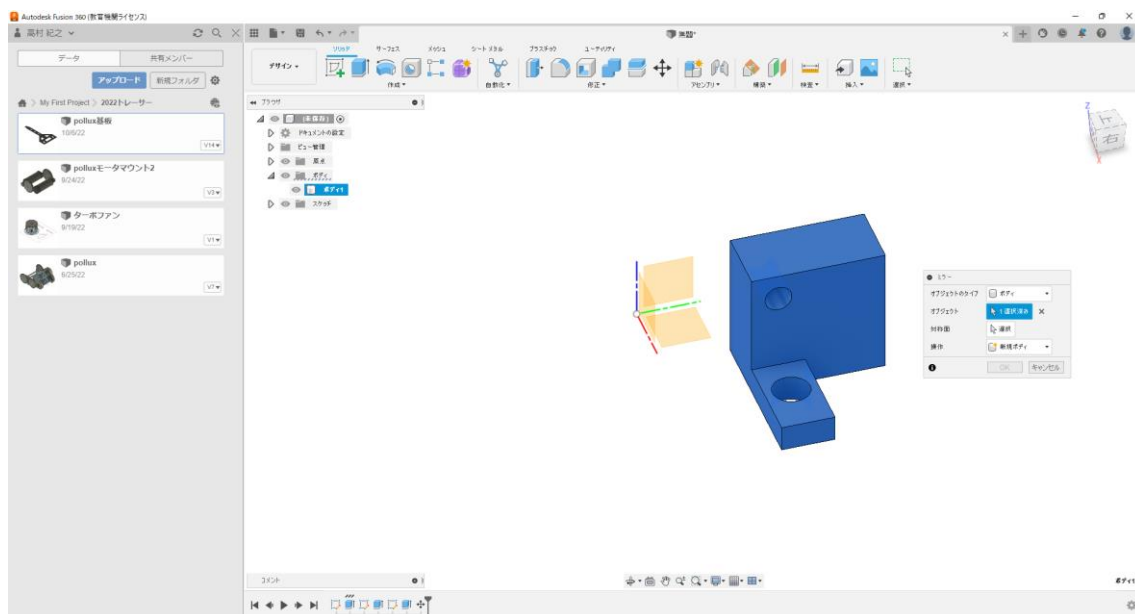 Autodesk Fusion 360 (教育機関ライセンス)
高村 紀之
無題*
データ
共有メンバー
アップロード
新規フォルダ
My First Project > 2022トレーサー
pollux基板
10/6/22
V14
polluxモータマウント2
9/24/22
V3
ターボファン
9/19/22
V1
pollux
6/25/22
V7
デザイン
ソリッド
サーフェス
メッシュ
シート メタル
プラスチック
ユーティリティ
作成
自動化
修正
アセンブリ
構築
検査
挿入
選択
ブラウザ
(未保存)
ドキュメントの設定
ビュー管理
原点
ボディ
ボディ1
スケッチ
Z
X
上
右
ミラー
オブジェクトのタイプ
ボディ
オブジェクト
1 選択済み
対称面
選択
操作
新規ボディ
OK
キャンセル
コメント
ボディ1